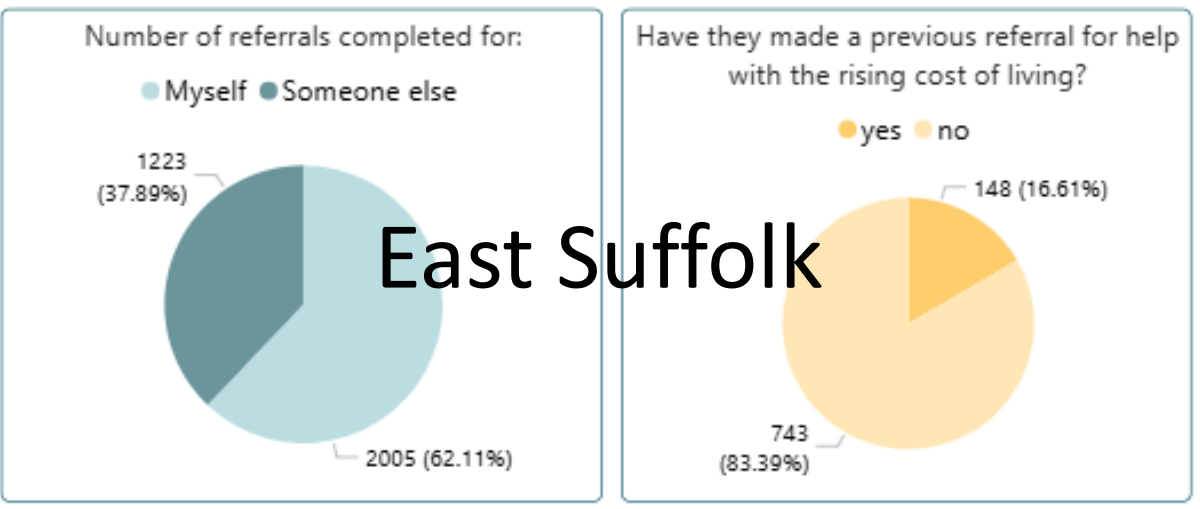 Number of referrals completed for:
Myself Someone else
1223
(37.89%)
2005 (62.11%)
Have they made a previous referral for help
with the rising cost of living?
yes no
148 (16.61%)
743
(83.39%)
East Suffolk